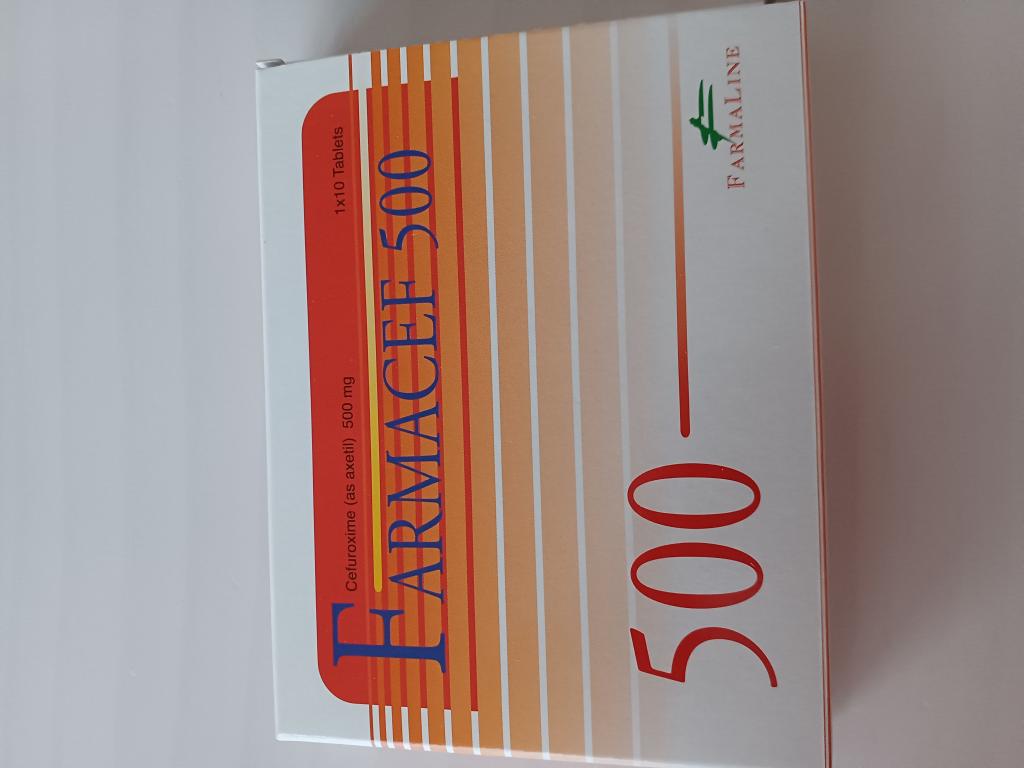 Cefuroxime (as axetil) 500 mg 1x10 Tablets
FARMACEF 500
500
FARMALINE